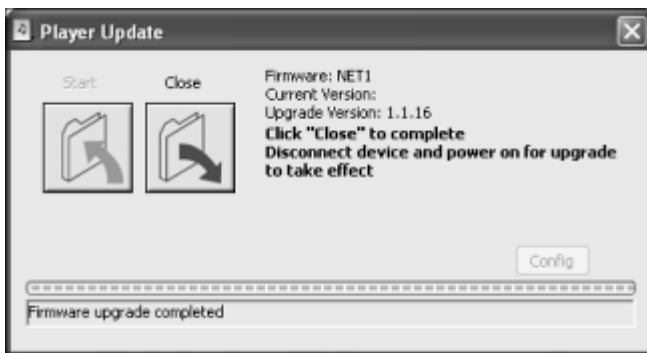 Player Update
Start
Close
Firmware: NET1
Current Version:
Upgrade Version: 1.1.16
Click "Close" to complete
Disconnect device and power on for upgrade
to take effect
Config
Firmware upgrade completed